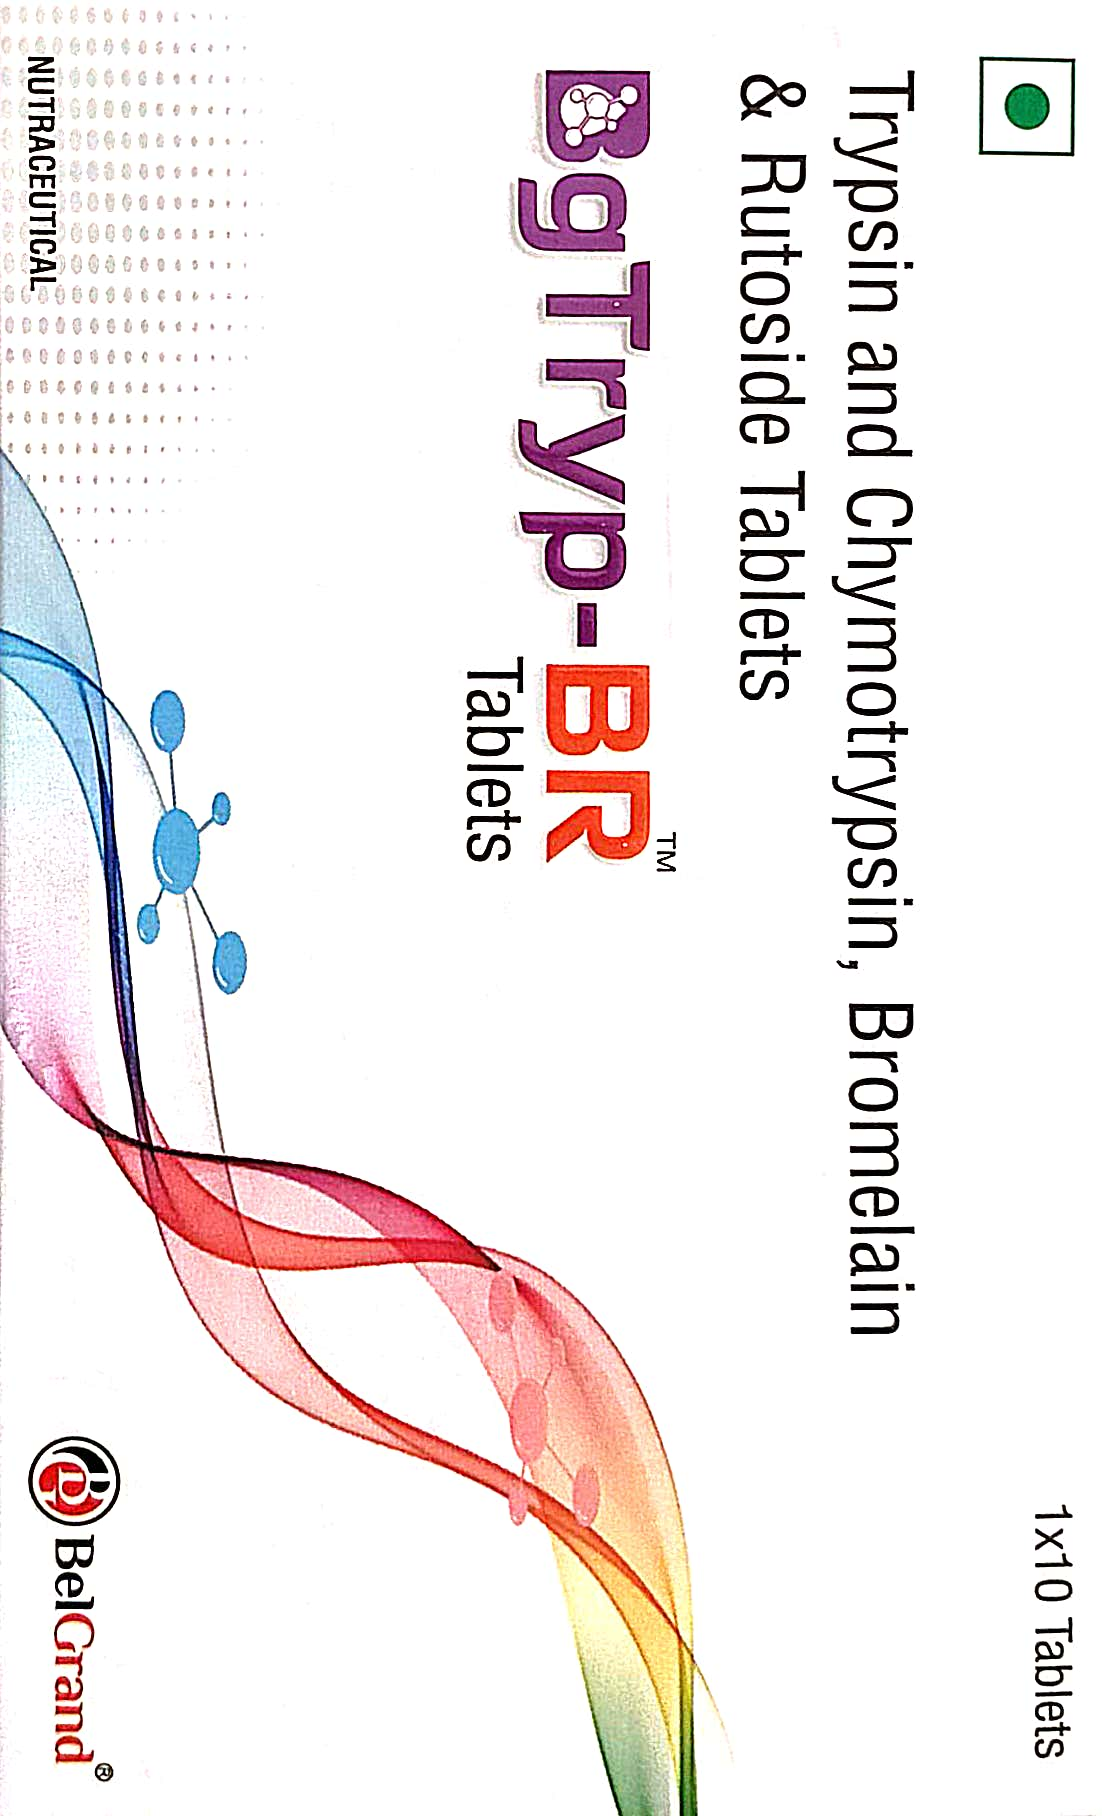 1x10 Tablets
Trypsin and Chymotrypsin, Bromelain
& Rutoside Tablets
BgTryp-BR™
Tablets
NUTRACEUTICAL
BelGrand®